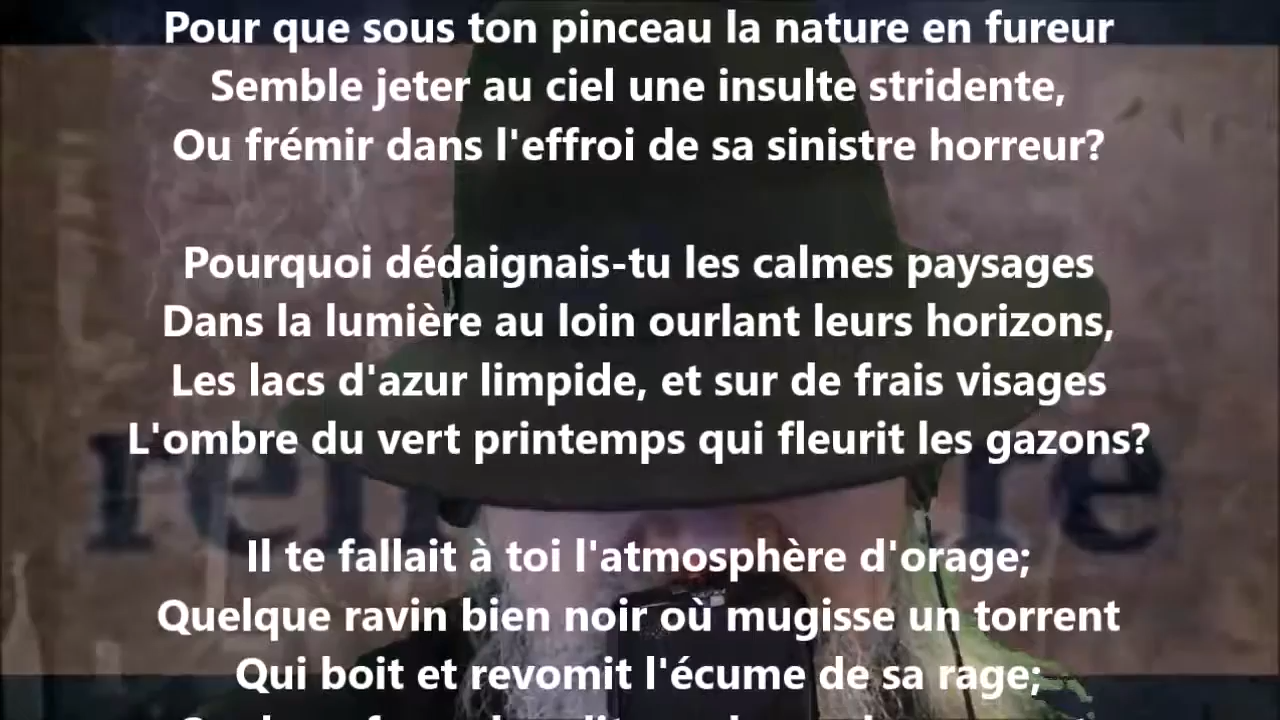 Pour que sous ton pinceau la nature en fureur
Semble jeter au ciel une insulte stridente,
Ou frémir dans l'effroi de sa sinistre horreur?
Pourquoi dédaignais-tu les calmes paysages
Dans la lumière au loin ourlant leurs horizons,
Les lacs d'azur limpide, et sur de frais visages
L'ombre du vert printemps qui fleurit les gazons?
Il te fallait à toi l'atmosphère d'orage;
Quelque ravin bien noir où mugisse un torrent
Qui boit et revomit l'écume de sa rage;